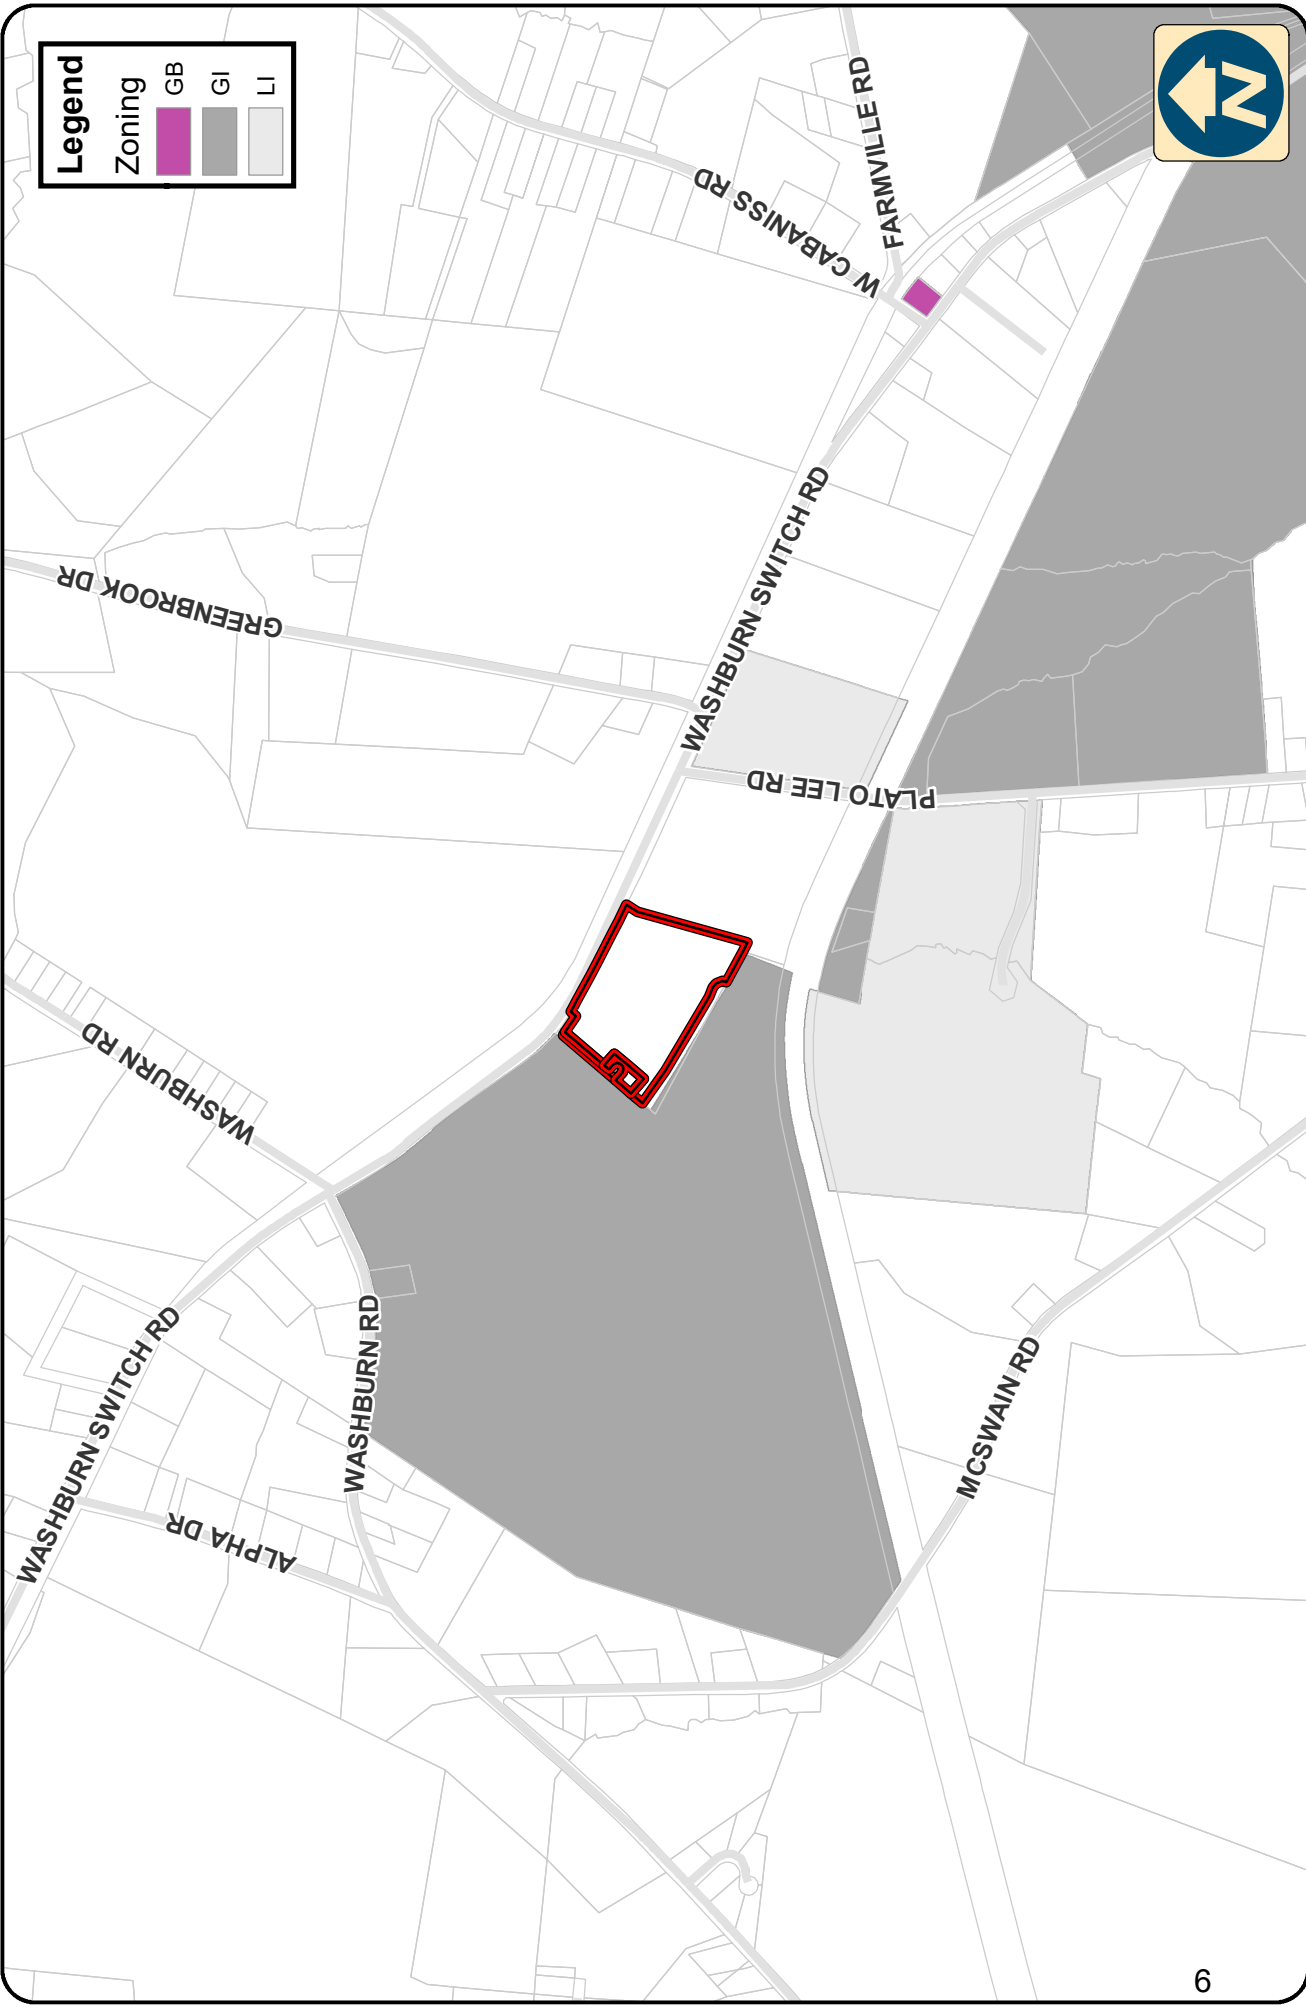 Legend
Zoning
GB
GI
LI
N
FARMVILLE RD
W CABANISS RD
WASHBURN SWITCH RD
GREENBROOK DR
PLATO LEE RD
WASHBURN RD
WASHBURN SWITCH RD
WASHBURN RD
ALPHA DR
MCSWAIN RD
6